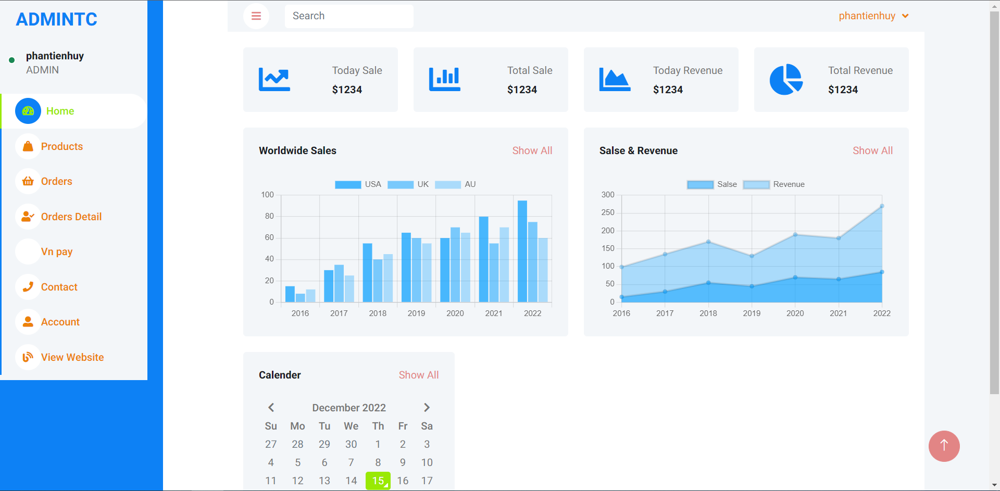 ADMINTC
phantienhuy
ADMIN
Home
Products
Orders
Orders Detail
Vn pay
Contact
Account
View Website
Search
phantienhuy
Today Sale
$1234
Total Sale
$1234
Today Revenue
$1234
Total Revenue
$1234
Worldwide Sales
Show All
USA UK AU
100
80
60
40
20
0
2016 2017 2018 2019 2020 2021 2022
Salse & Revenue
Show All
Salse Revenue
300
250
200
150
100
50
0
2016 2017 2018 2019 2020 2021 2022
Calender
Show All
December 2022
Su Mo Tu We Th Fr Sa
27 28 29 30 1 2 3
4 5 6 7 8 9 10
11 12 13 14 15 16 17